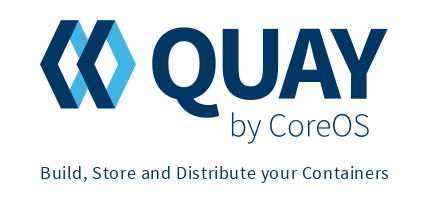 QUAY
by CoreOS
Build, Store and Distribute your Containers